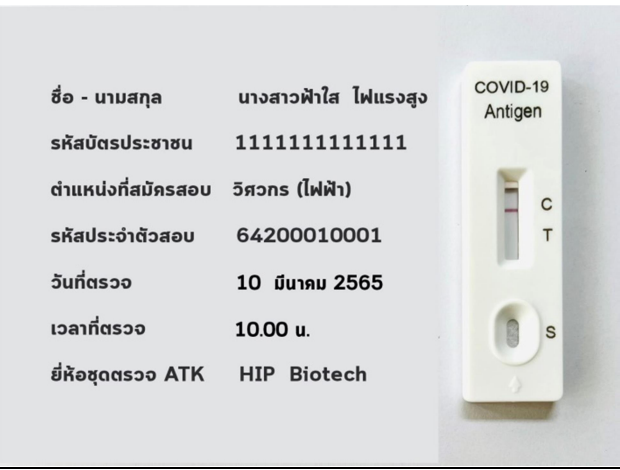 ชื่อ - นามสกุล นางสาวฟ้าใส ไฟแรงสูง
รหัสบัตรประชาชน 1111111111111
ตำแหน่งที่สมัครสอบ วิศวกร (ไฟฟ้า)
รหัสประจำตัวสอบ 64200010001
วันที่ตรวจ 10 มีนาคม 2565
เวลาที่ตรวจ 10.00 น.
ยี่ห้อชุดตรวจ ATK HIP Biotech
COVID-19
Antigen
C
T
S